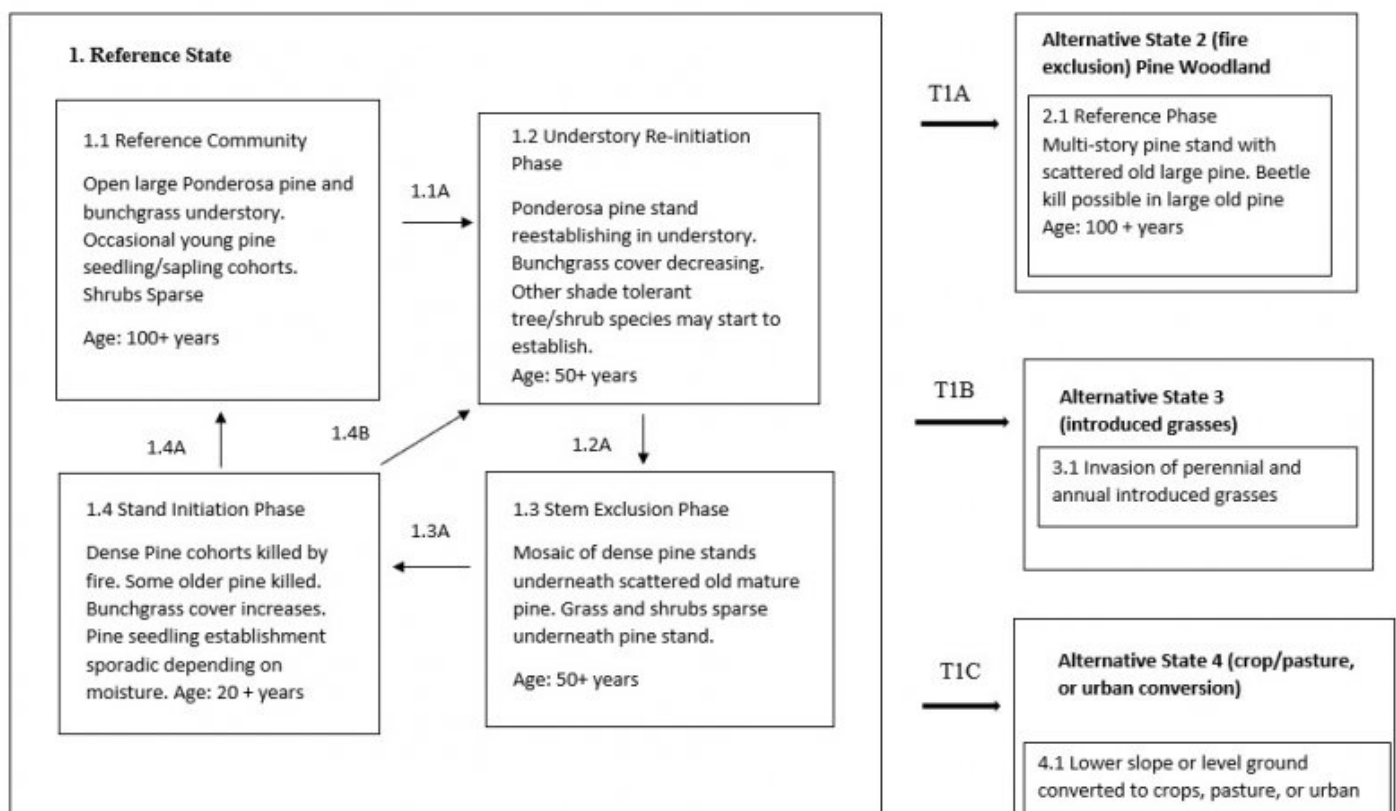 1. Reference State
1.1 Reference Community
Open large Ponderosa pine and
bunchgrass understory.
Occasional young pine
seedling/sapling cohorts.
Shrubs Sparse
Age: 100+ years
1.1A
1.2 Understory Re-initiation
Phase
Ponderosa pine stand
reestablishing in understory.
Bunchgrass cover decreasing.
Other shade tolerant
tree/shrub species may start to
establish.
Age: 50+ years
1.4A
1.4B
1.2A
1.4 Stand Initiation Phase
Dense Pine cohorts killed by
fire. Some older pine killed.
Bunchgrass cover increases.
Pine seedling establishment
sporadic depending on
moisture. Age: 20 + years
1.3A
1.3 Stem Exclusion Phase
Mosaic of dense pine stands
underneath scattered old mature
pine. Grass and shrubs sparse
underneath pine stand.
Age: 50+ years
T1A
Alternative State 2 (fire
exclusion) Pine Woodland
2.1 Reference Phase
Multi-story pine stand with
scattered old large pine. Beetle
kill possible in large old pine
Age: 100 + years
T1B
Alternative State 3
(introduced grasses)
3.1 Invasion of perennial and
annual introduced grasses
T1C
Alternative State 4 (crop/pasture,
or urban conversion)
4.1 Lower slope or level ground
converted to crops, pasture, or urban